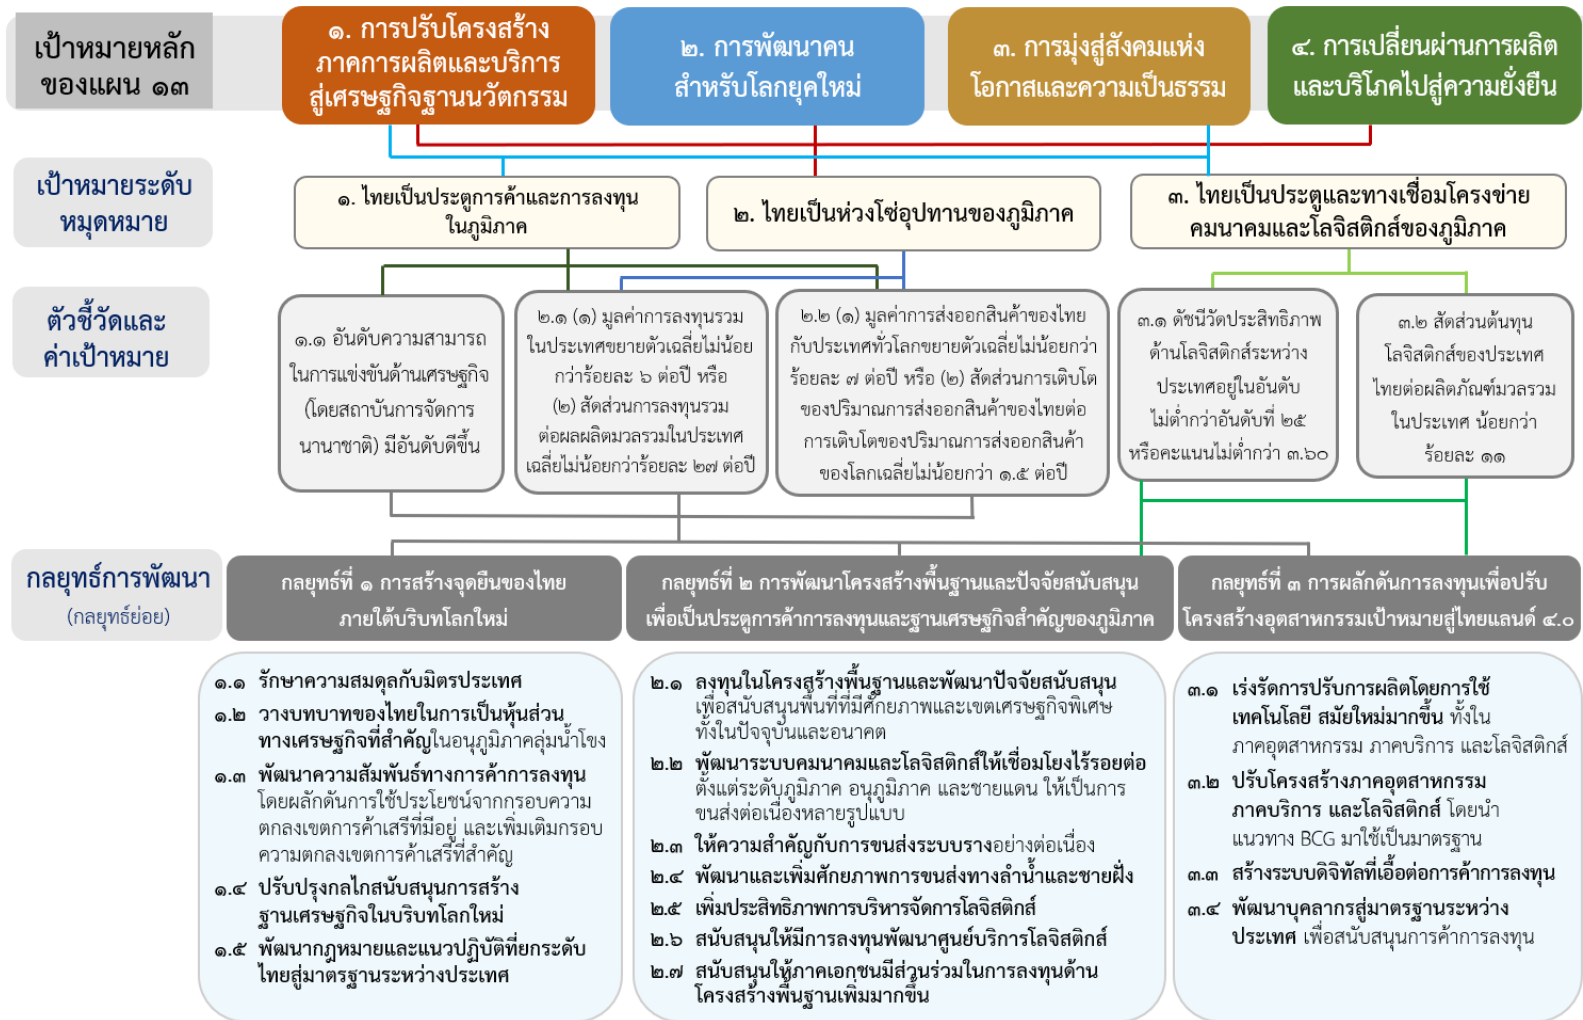 เป้าหมายหลัก
ของแผน ๑๓
๑. การปรับโครงสร้าง
ภาคการผลิตและบริการ
สู่เศรษฐกิจฐานนวัตกรรม
๒. การพัฒนาคน
สำหรับโลกยุคใหม่
๓. การมุ่งสู่สังคมแห่ง
โอกาสและความเป็นธรรม
๔. การเปลี่ยนผ่านการผลิต
และบริโภคไปสู่ความยั่งยืน
เป้าหมายระดับ
หมุดหมาย
๑. ไทยเป็นประตูการค้าและการลงทุน
ในภูมิภาค
๒. ไทยเป็นห่วงโซ่อุปทานของภูมิภาค
๓. ไทยเป็นประตูและทางเชื่อมโครงข่าย
คมนาคมและโลจิสติกส์ของภูมิภาค
ตัวชี้วัดและ
ค่าเป้าหมาย
๑.๑ อันดับความสามารถ
ในการแข่งขันด้านเศรษฐกิจ
(โดยสถาบันการจัดการ
นานาชาติ) มีอันดับดีขึ้น
๒.๑ (๑) มูลค่าการลงทุนรวม
ในประเทศขยายตัวเฉลี่ยไม่น้อย
กว่าร้อยละ ๖ ต่อปี หรือ
(๒) สัดส่วนการลงทุนรวม
ต่อผลผลิตมวลรวมในประเทศ
เฉลี่ยไม่น้อยกว่าร้อยละ ๒๗ ต่อปี
๒.๒ (๑) มูลค่าการส่งออกสินค้าของไทย
กับประเทศทั่วโลกขยายตัวเฉลี่ยไม่น้อยกว่า
ร้อยละ ๗ ต่อปี หรือ (๒) สัดส่วนการเติบโต
ของปริมาณการส่งออกสินค้าของไทยต่อ
การเติบโตของปริมาณการส่งออกสินค้า
ของโลกเฉลี่ยไม่น้อยกว่า ๑.๕ ต่อปี
๓.๑ ดัชนีวัดประสิทธิภาพ
ด้านโลจิสติกส์ระหว่าง
ประเทศอยู่ในอันดับ
ไม่ต่ำกว่าอันดับที่ ๒๕
หรือคะแนนไม่ต่ำกว่า ๓.๖๐
๓.๒ สัดส่วนต้นทุน
โลจิสติกส์ของประเทศ
ไทยต่อผลิตภัณฑ์มวลรวม
ในประเทศ น้อยกว่า
ร้อยละ ๑๑
กลยุทธ์การพัฒนา
(กลยุทธ์ย่อย)
กลยุทธ์ที่ ๑ การสร้างจุดยืนของไทย
ภายใต้บริบทโลกใหม่
กลยุทธ์ที่ ๒ การพัฒนาโครงสร้างพื้นฐานและปัจจัยสนับสนุน
เพื่อเป็นประตูการค้าการลงทุนและฐานเศรษฐกิจสำคัญของภูมิภาค
กลยุทธ์ที่ ๓ การผลักดันการลงทุนเพื่อปรับ
โครงสร้างอุตสาหกรรมเป้าหมายสู่ไทยแลนด์ ๔.๐
๑.๑ รักษาความสมดุลกับมิตรประเทศ
๑.๒ วางบทบาทของไทยในการเป็นหุ้นส่วน
ทางเศรษฐกิจที่สำคัญในอนุภูมิภาคลุ่มน้ำโขง
๑.๓ พัฒนาความสัมพันธ์ทางการค้าการลงทุน
โดยผลักดันการใช้ประโยชน์จากกรอบความ
ตกลงเขตการค้าเสรีที่มีอยู่ และเพิ่มเติมกรอบ
ความตกลงเขตการค้าเสรีที่สำคัญ
๑.๔ ปรับปรุงกลไกสนับสนุนการสร้าง
ฐานเศรษฐกิจในบริบทโลกใหม่
๑.๕ พัฒนากฎหมายและแนวปฏิบัติที่ยกระดับ
ไทยสู่มาตรฐานระหว่างประเทศ
๒.๑ ลงทุนในโครงสร้างพื้นฐานและพัฒนาปัจจัยสนับสนุน
เพื่อสนับสนุนพื้นที่ที่มีศักยภาพและเขตเศรษฐกิจพิเศษ
ทั้งในปัจจุบันและอนาคต
๒.๒ พัฒนาระบบคมนาคมและโลจิสติกส์ให้เชื่อมโยงไร้รอยต่อ
ตั้งแต่ระดับภูมิภาค อนุภูมิภาค และชายแดน ให้เป็นการ
ขนส่งต่อเนื่องหลายรูปแบบ
๒.๓ ให้ความสำคัญกับการขนส่งระบบรางอย่างต่อเนื่อง
๒.๔ พัฒนาและเพิ่มศักยภาพการขนส่งทางลำน้ำและชายฝั่ง
๒.๕ เพิ่มประสิทธิภาพการบริหารจัดการโลจิสติกส์
๒.๖ สนับสนุนให้มีการลงทุนพัฒนาศูนย์บริการโลจิสติกส์
๒.๗ สนับสนุนให้ภาคเอกชนมีส่วนร่วมในการลงทุนด้าน
โครงสร้างพื้นฐานเพิ่มมากขึ้น
๓.๑ เร่งรัดการปรับการผลิตโดยการใช้
เทคโนโลยี สมัยใหม่มากขึ้น ทั้งใน
ภาคอุตสาหกรรม ภาคบริการ และโลจิสติกส์
๓.๒ ปรับโครงสร้างภาคอุตสาหกรรม
ภาคบริการ และโลจิสติกส์ โดยนำ
แนวทาง BCG มาใช้เป็นมาตรฐาน
๓.๓ สร้างระบบดิจิทัลที่เอื้อต่อการค้าการลงทุน
๓.๔ พัฒนาบุคลากรสู่มาตรฐานระหว่าง
ประเทศ เพื่อสนับสนุนการค้าการลงทุน